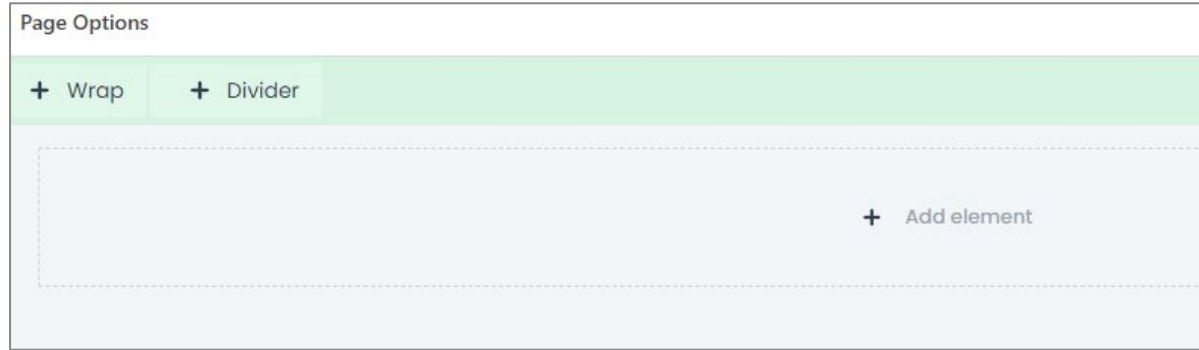 Page Options
+ Wrap + Divider
+ Add element